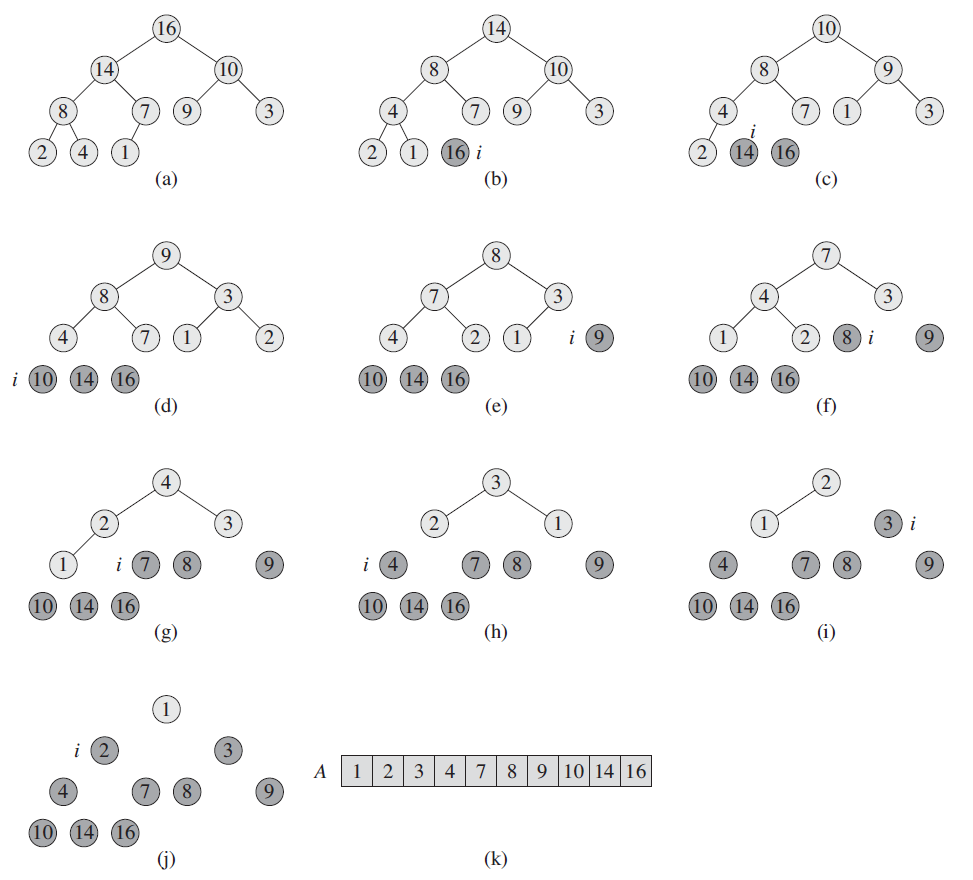 16 14 10
14 10 8 10 8 9
8 7 9 3 4 7 9 3 4 7 1 3
2 4 1 2 1 16 i 2 i 14 16
(a) (b) (c)
9 8 7
8 3 7 3 4 3
4 7 1 2 4 2 1 i 9 1 2 8 i 9
i 10 14 16 10 14 16 10 14 16
(d) (e) (f)
4 3 2
2 3 2 1 1 3 i
1 i 7 8 9 i 4 7 8 9 4 7 8 9
10 14 16 10 14 16 10 14 16
(g) (h) (i)
1
i 2 3
A 1 2 3 4 7 8 9 10 14 16
4 7 8 9
10 14 16
(j) (k)